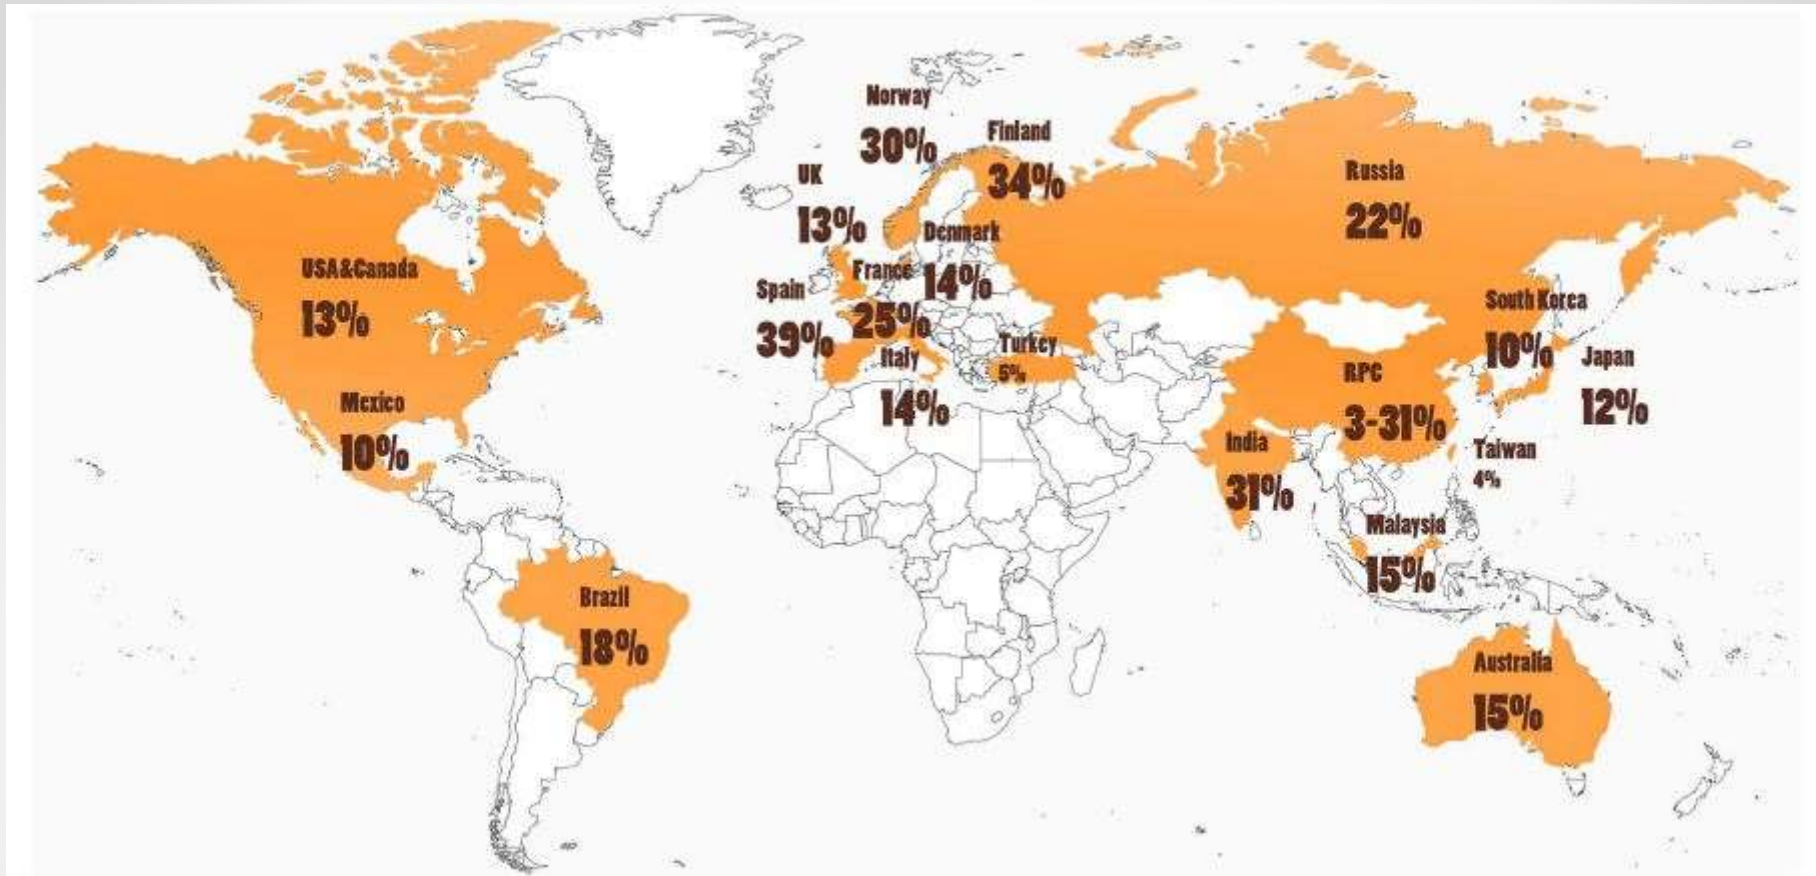 Norway
30%
Finland
34%
UK
13%
Russia
22%
Denmark
14%
USA&Canada
13%
France
25%
Spain
39%
South Korea
10%
Turkey
5%
Italy
14%
Japan
12%
RPC
3-31%
Mexico
10%
India
31%
Taiwan
4%
Malaysia
15%
Brazil
18%
Australia
15%